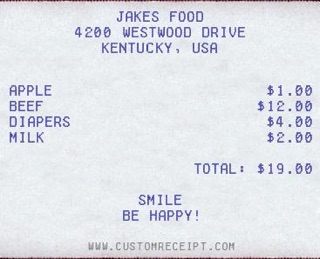 JAKES FOOD
4200 WESTWOOD DRIVE
KENTUCKY, USA
APPLE $1.00
BEEF $12.00
DIAPERS $4.00
MILK $2.00
TOTAL: $19.00
SMILE
BE HAPPY!
WWW.CUSTOMRECEIPT.COM